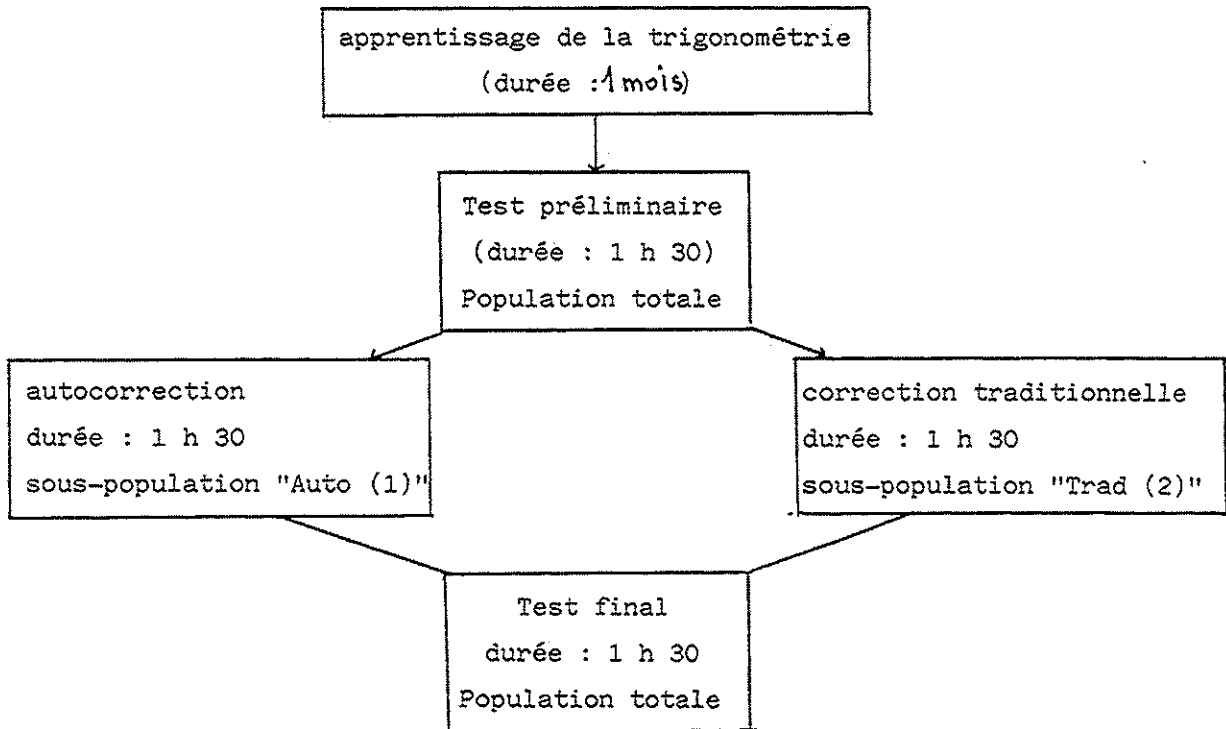 apprentissage de la trigonométrie
(durée : 1 mois)
Test préliminaire
(durée : 1 h 30)
Population totale
autocorrection
durée : 1 h 30
sous-population "Auto (1)"
correction traditionnelle
durée : 1 h 30
sous-population "Trad (2)"
Test final
durée : 1 h 30
Population totale